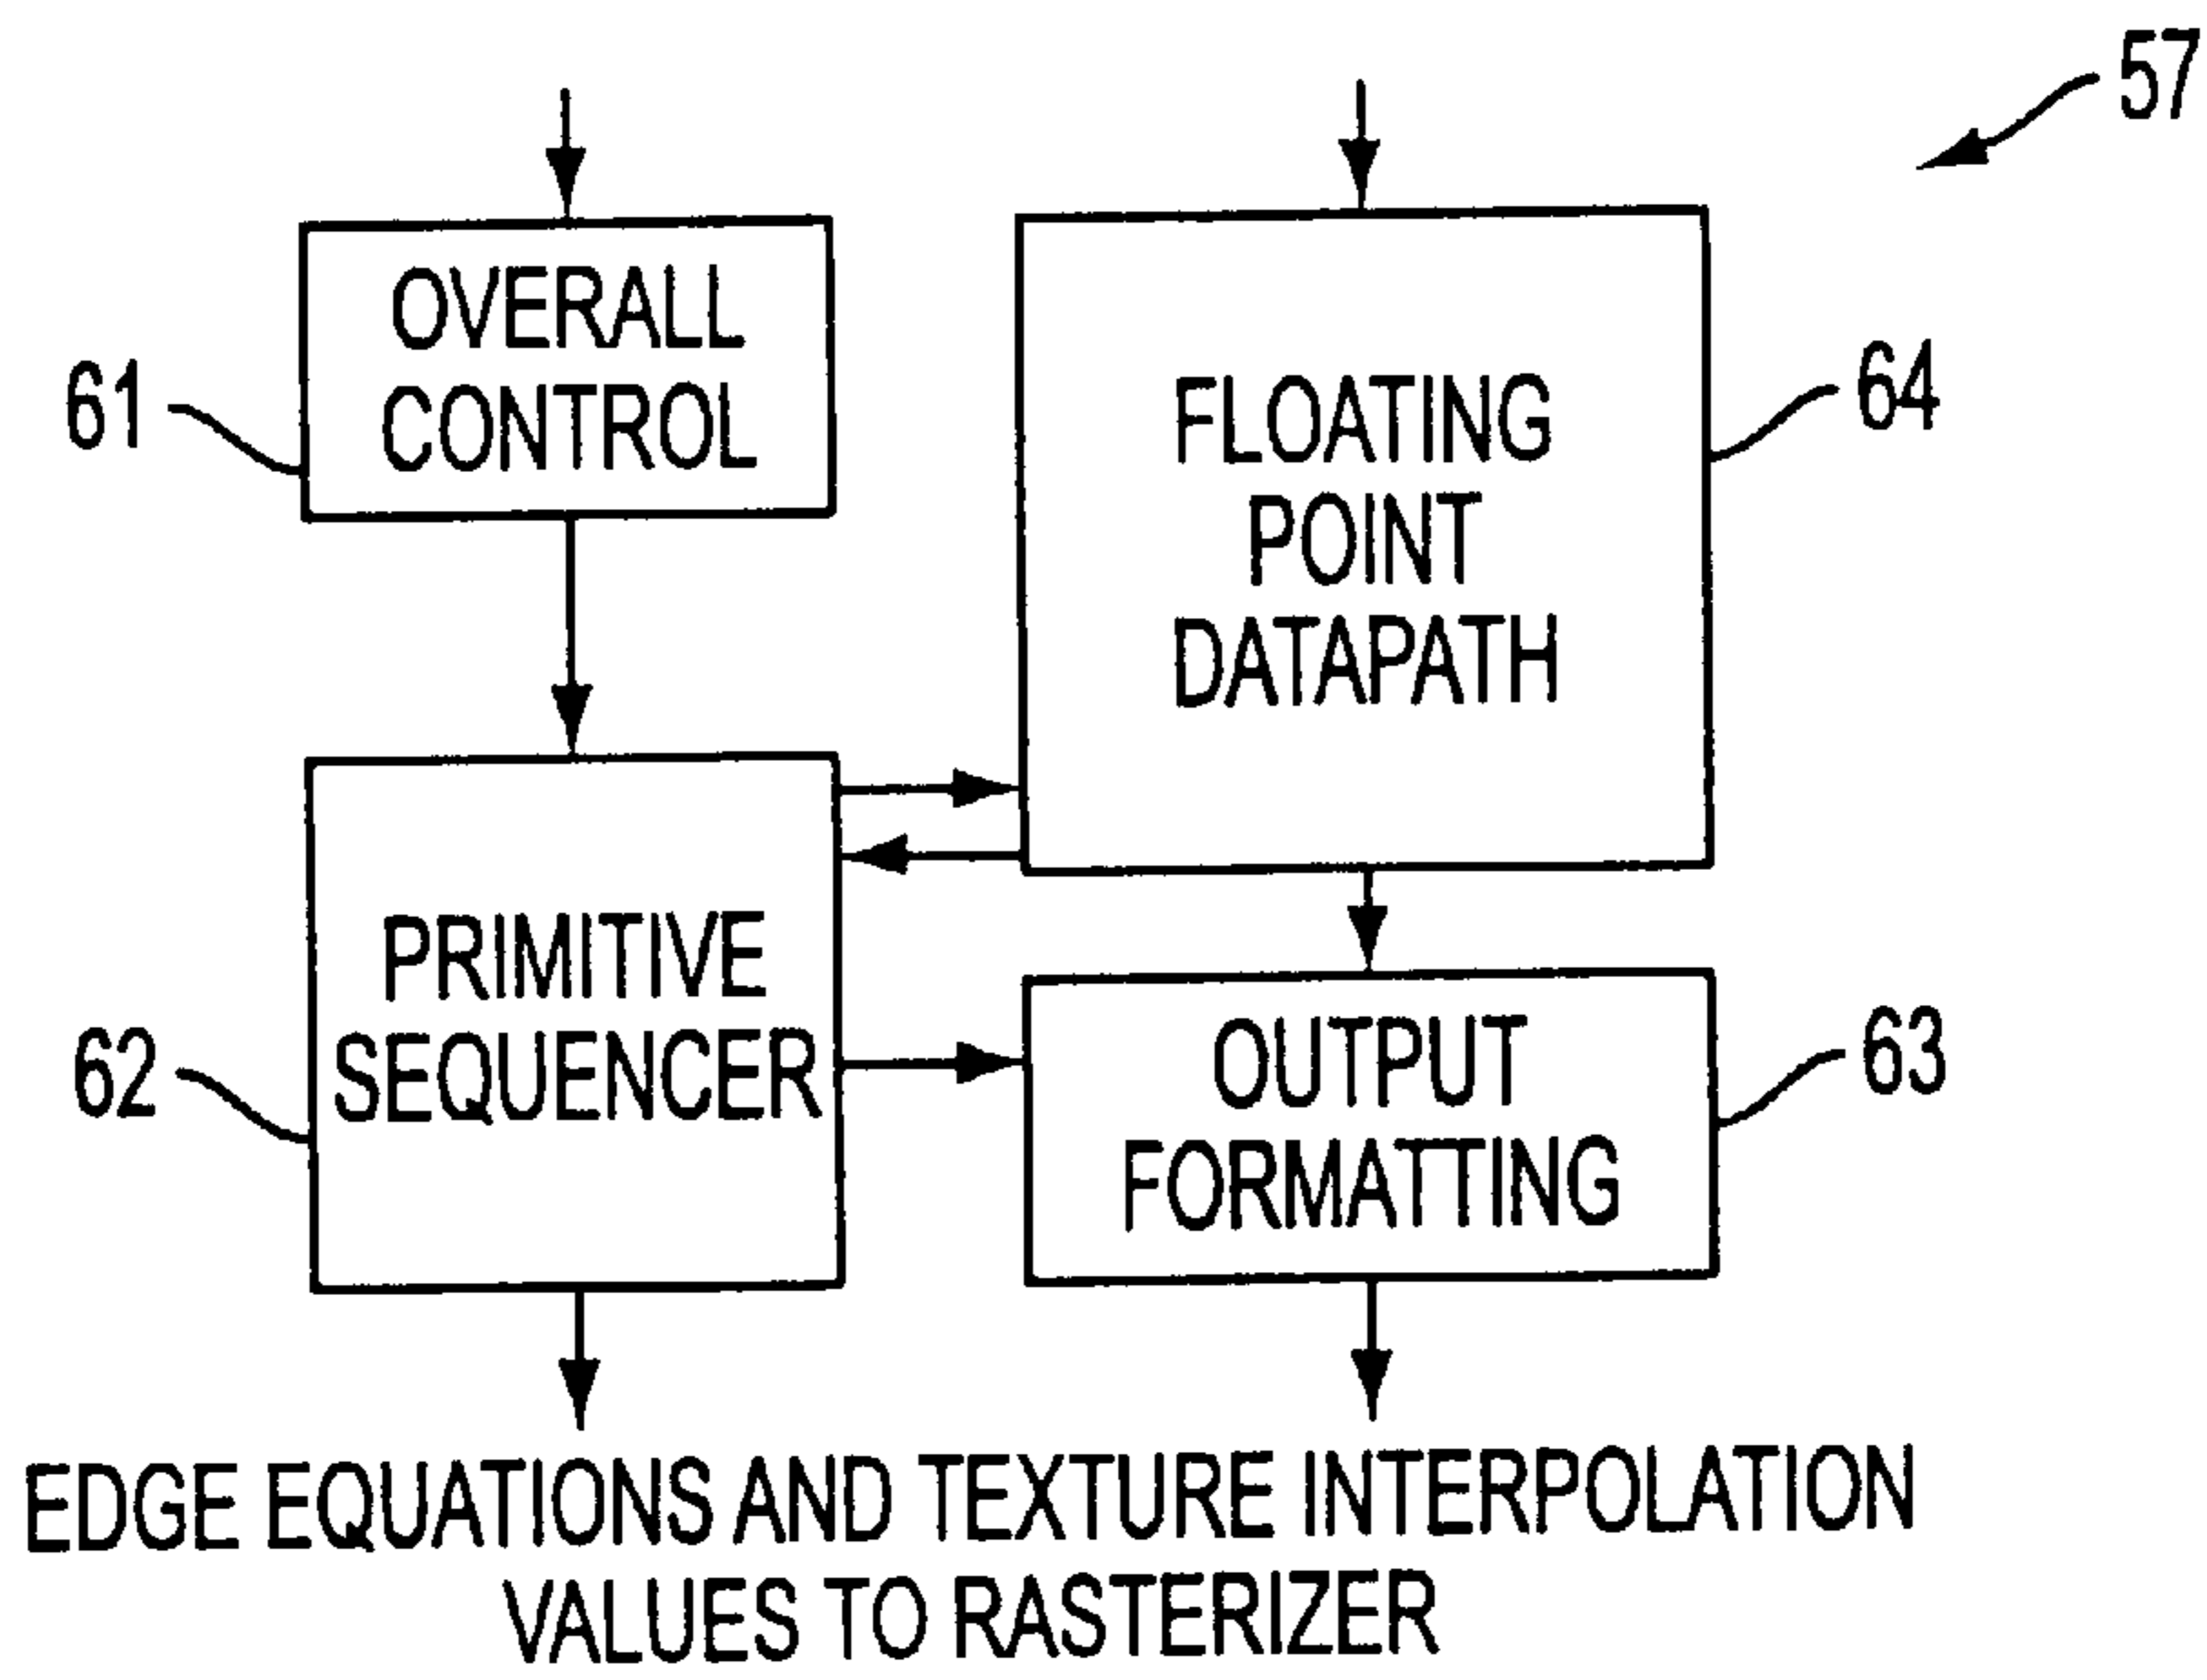 57
OVERALL
CONTROL
61
FLOATING
POINT
DATAPATH
64
PRIMITIVE
SEQUENCER
62
OUTPUT
FORMATTING
63
EDGE EQUATIONS AND TEXTURE INTERPOLATION
VALUES TO RASTERIZER